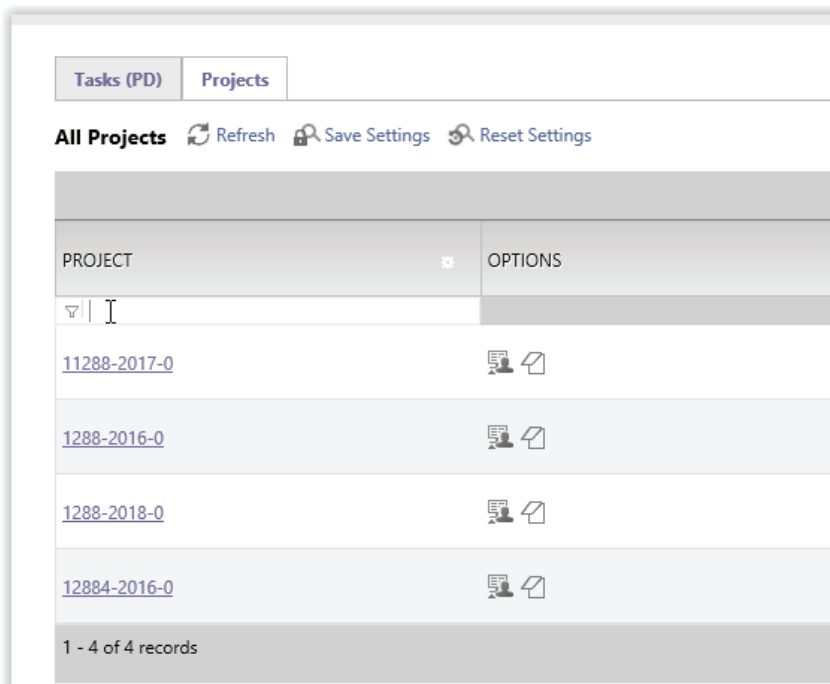 Tasks (PD) Projects
All Projects Refresh Save Settings Reset Settings
PROJECT OPTIONS
11288-2017-0
1288-2016-0
1288-2018-0
12884-2016-0
1 - 4 of 4 records